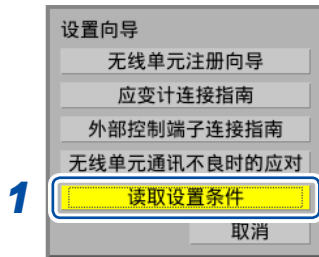 设置向导
无线单元注册向导
应变计连接指南
外部控制端子连接指南
无线单元通讯不良时的应对
1 读取设置条件
取消